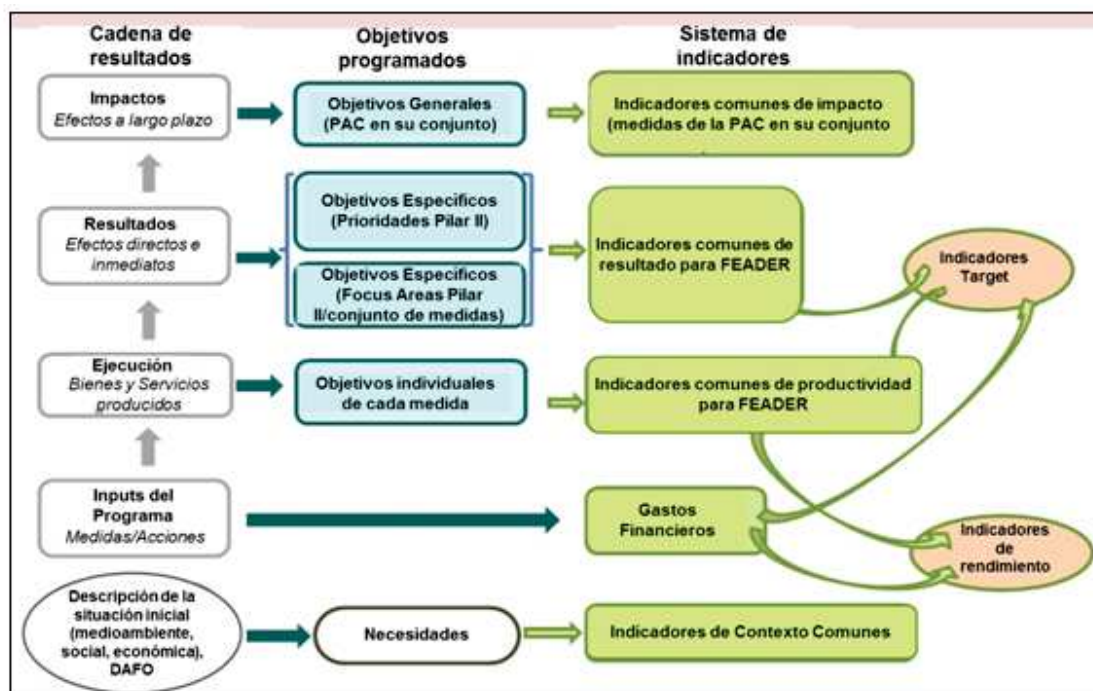 Cadena de
resultados
Objetivos
programados
Sistema de
indicadores
Impactos
Efectos a largo plazo
Objetivos Generales
(PAC en su conjunto)
Indicadores comunes de impacto
(medidas de la PAC en su conjunto
Resultados
Efectos directos e
inmediatos
Objetivos Especificos
(Prioridades Pilar II)
Objetivos Especificos
(Focus Areas Pilar
II/conjunto de medidas)
Indicadores comunes de
resultado para FEADER
Indicadores
Target
Ejecución
Bienes y Servicios
producidos
Objetivos individuales
de cada medida
Indicadores comunes de productividad
para FEADER
Inputs del
Programa
Medidas/Acciones
Gastos
Financieros
Indicadores
de
rendimiento
Descripción de la
situación inicial
(medioambiente,
social, económica),
DAFO
Necesidades
Indicadores de Contexto Comunes